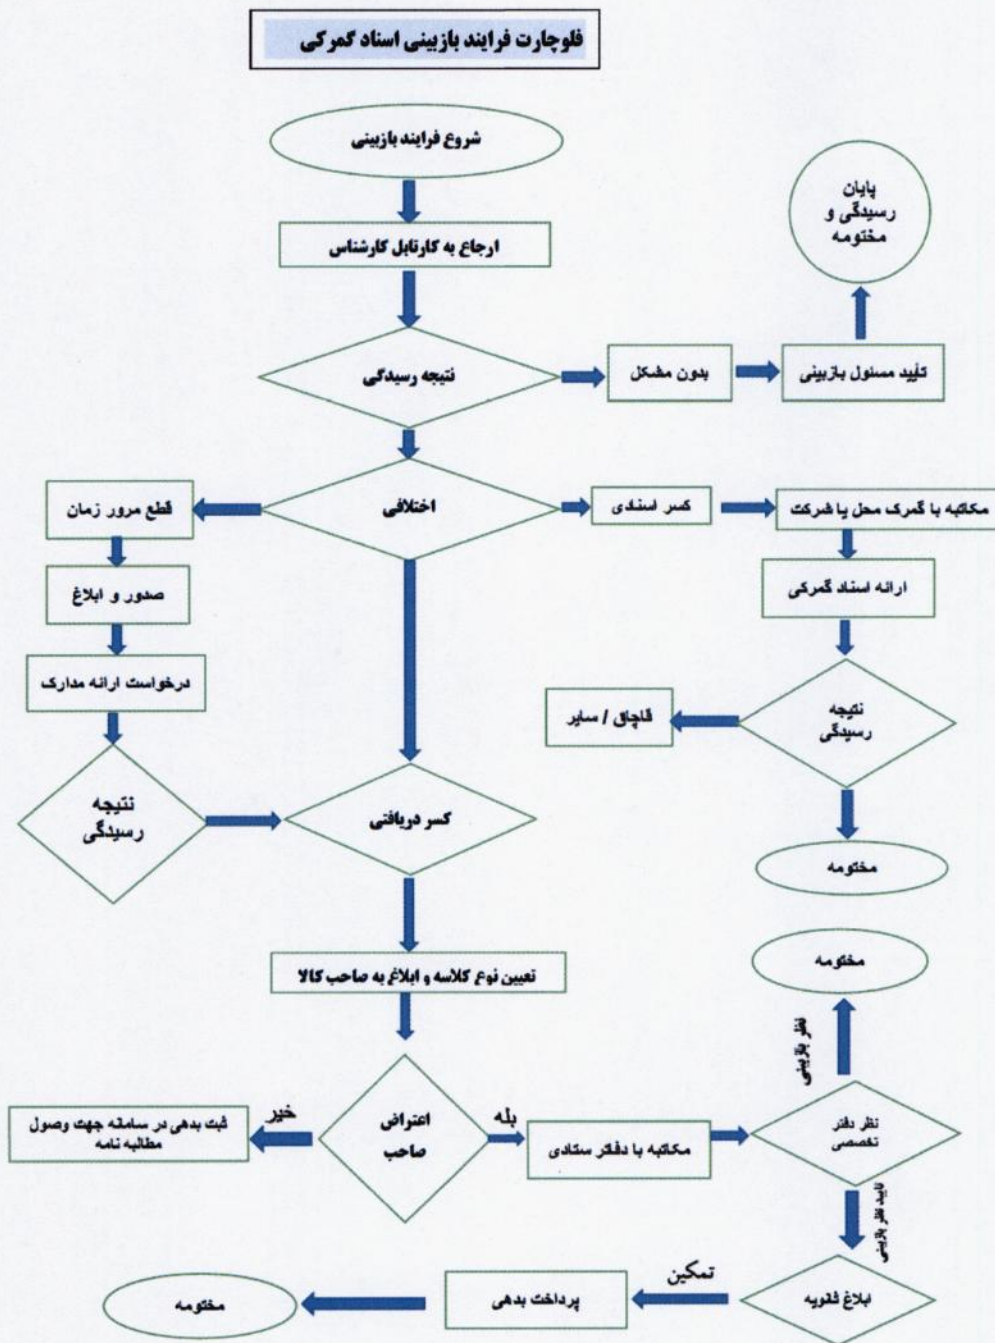 فلوچارت فرایند بازبینی اسناد گمرکی
شروع فرایند بازبینی
ارجاع به کارتابل کارشناس
پایان
رسیدگی و
مختومه
نتیجه رسیدگی
بدون مشکل
تأیید مسئول بازبینی
اختلافی
قطع مرور زمان
صدور و ابلاغ
درخواست ارائه مدارک
نتیجه
رسیدگی
کسر اسنادی
مکاتبه با گمرک محل یا شرکت
ارائه اسناد گمرکی
نتیجه
رسیدگی
قاچاق / سایر
مختومه
کسر دریافتی
تعیین نوع کلاسه و ابلاغ به صاحب کالا
اعتراض
صاحب
خیر
ثبت بدهی در سامانه جهت وصول
مطالبه نامه
بله
مکاتبه با دفاتر ستادی
نظر دفتر
تخصصی
نظر بازبینی
مختومه
تایید نظر بازبینی
ابلاغ ثانویه
تمکین
پرداخت بدهی
مختومه